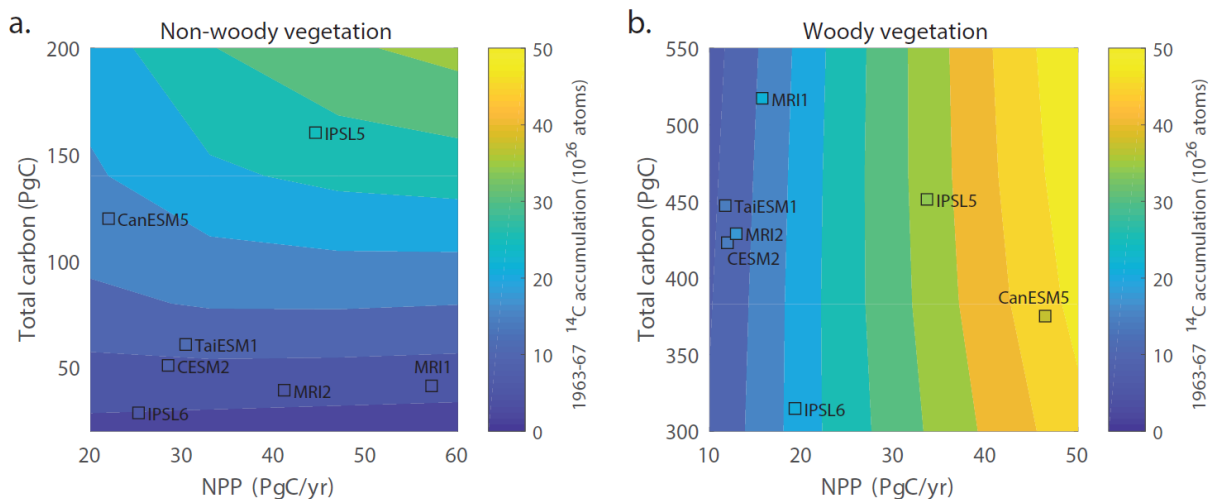 a.
Non-woody vegetation
200
150
100
50
Total carbon (PgC)
20 30 40 50 60
NPP (PgC/yr)
IPSL5
CanESM5
TaiESM1
CESM2
MRI1
MRI2
IPSL6
50
40
30
20
10
0
1963-67 ¹⁴C accumulation (10²⁶ atoms)
b.
Woody vegetation
550
500
450
400
350
300
Total carbon (PgC)
10 20 30 40 50
NPP (PgC/yr)
MRI1
IPSL5
TaiESM1
MRI2
CESM2
CanESM5
IPSL6
50
40
30
20
10
0
1963-67 ¹⁴C accumulation (10²⁶ atoms)